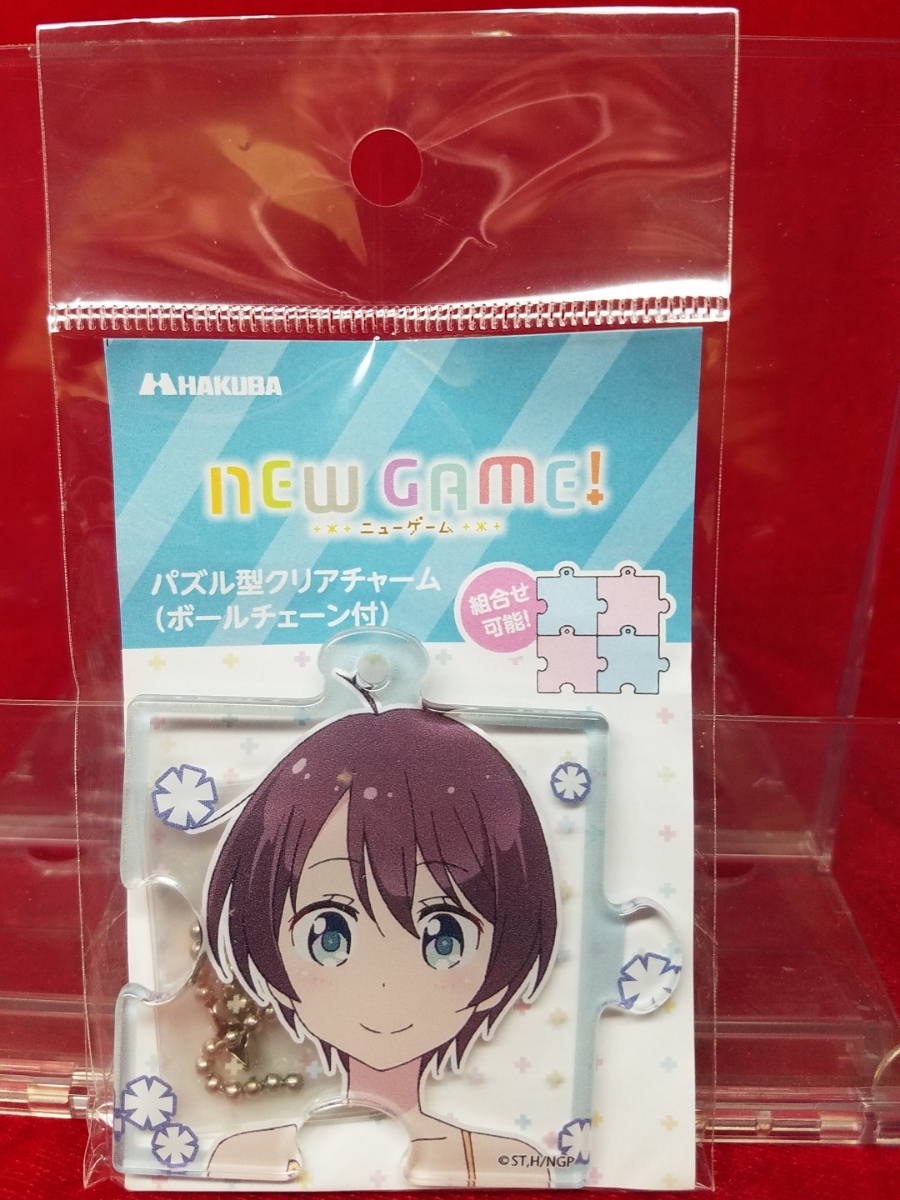 HAKUBA
NEW GAME!
ニューゲーム
パズル型クリアチャーム
(ボールチェーン付)
組合せ
可能!
©ST,H/NGP